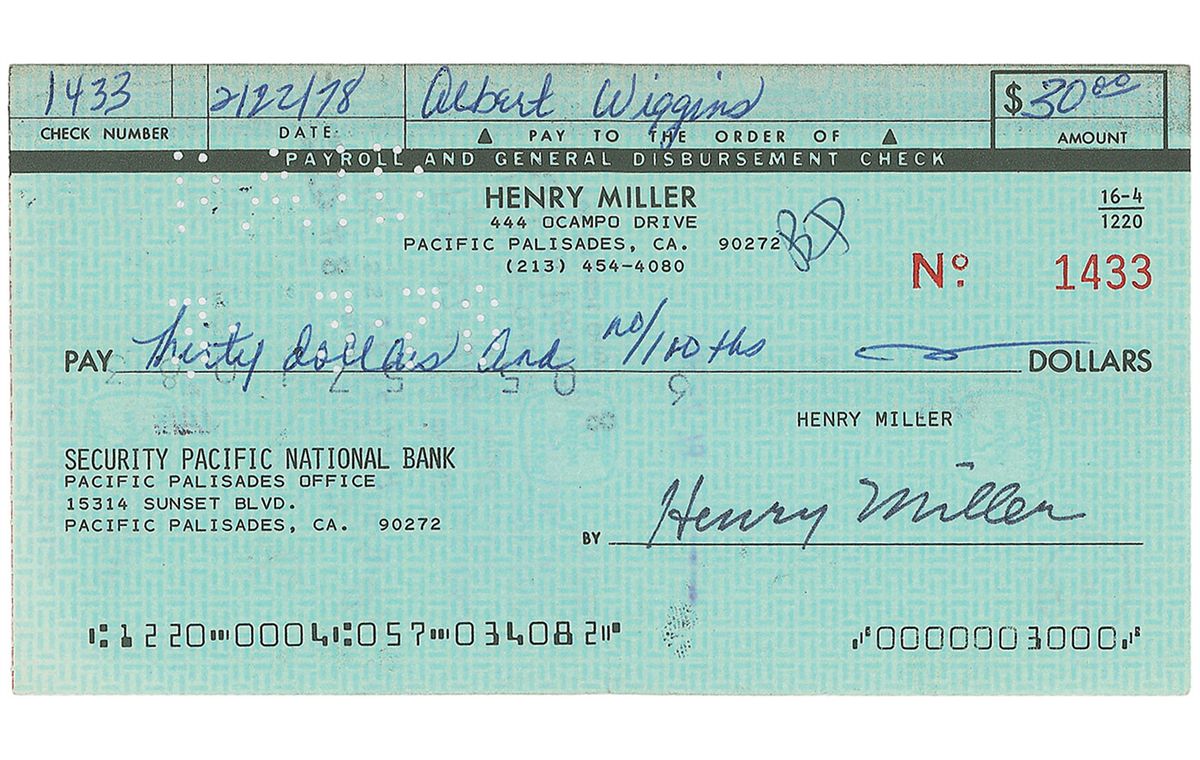 1433 2/22/78 Albert Wiggins $30.00
CHECK NUMBER DATE PAY TO THE ORDER OF AMOUNT
PAYROLL AND GENERAL DISBURSEMENT CHECK
HENRY MILLER
444 OCAMPO DRIVE
PACIFIC PALISADES, CA. 90272
(213) 454-4080
16-4
1220
Nº. 1433
PAY Thirty dollars and no/100ths DOLLARS
HENRY MILLER
SECURITY PACIFIC NATIONAL BANK
PACIFIC PALISADES OFFICE
15314 SUNSET BLVD.
PACIFIC PALISADES, CA. 90272
BY Henry Miller
⑆1220⑉0004⑆057⑉034082⑈ ⑇0000003000⑇